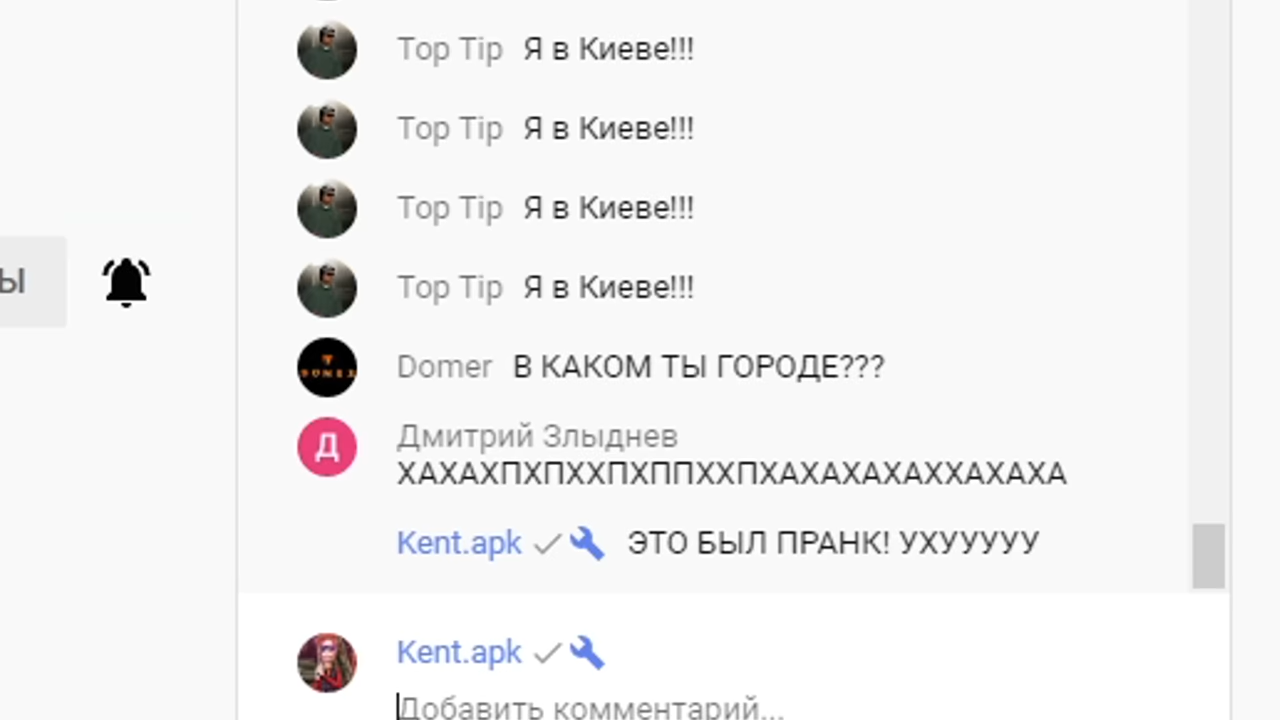 Top Tip Я в Киеве!!!
Top Tip Я в Киеве!!!
Top Tip Я в Киеве!!!
Ы
Top Tip Я в Киеве!!!
Domer В КАКОМ ТЫ ГОРОДЕ???
Д
Дмитрий Злыднев
ХАХАХПХПХХПХППХХПХАХАХАХАХХАХАХА
Kent.apk ЭТО БЫЛ ПРАНК! УХУУУУУ
Kent.apk
Добавить комментарий...